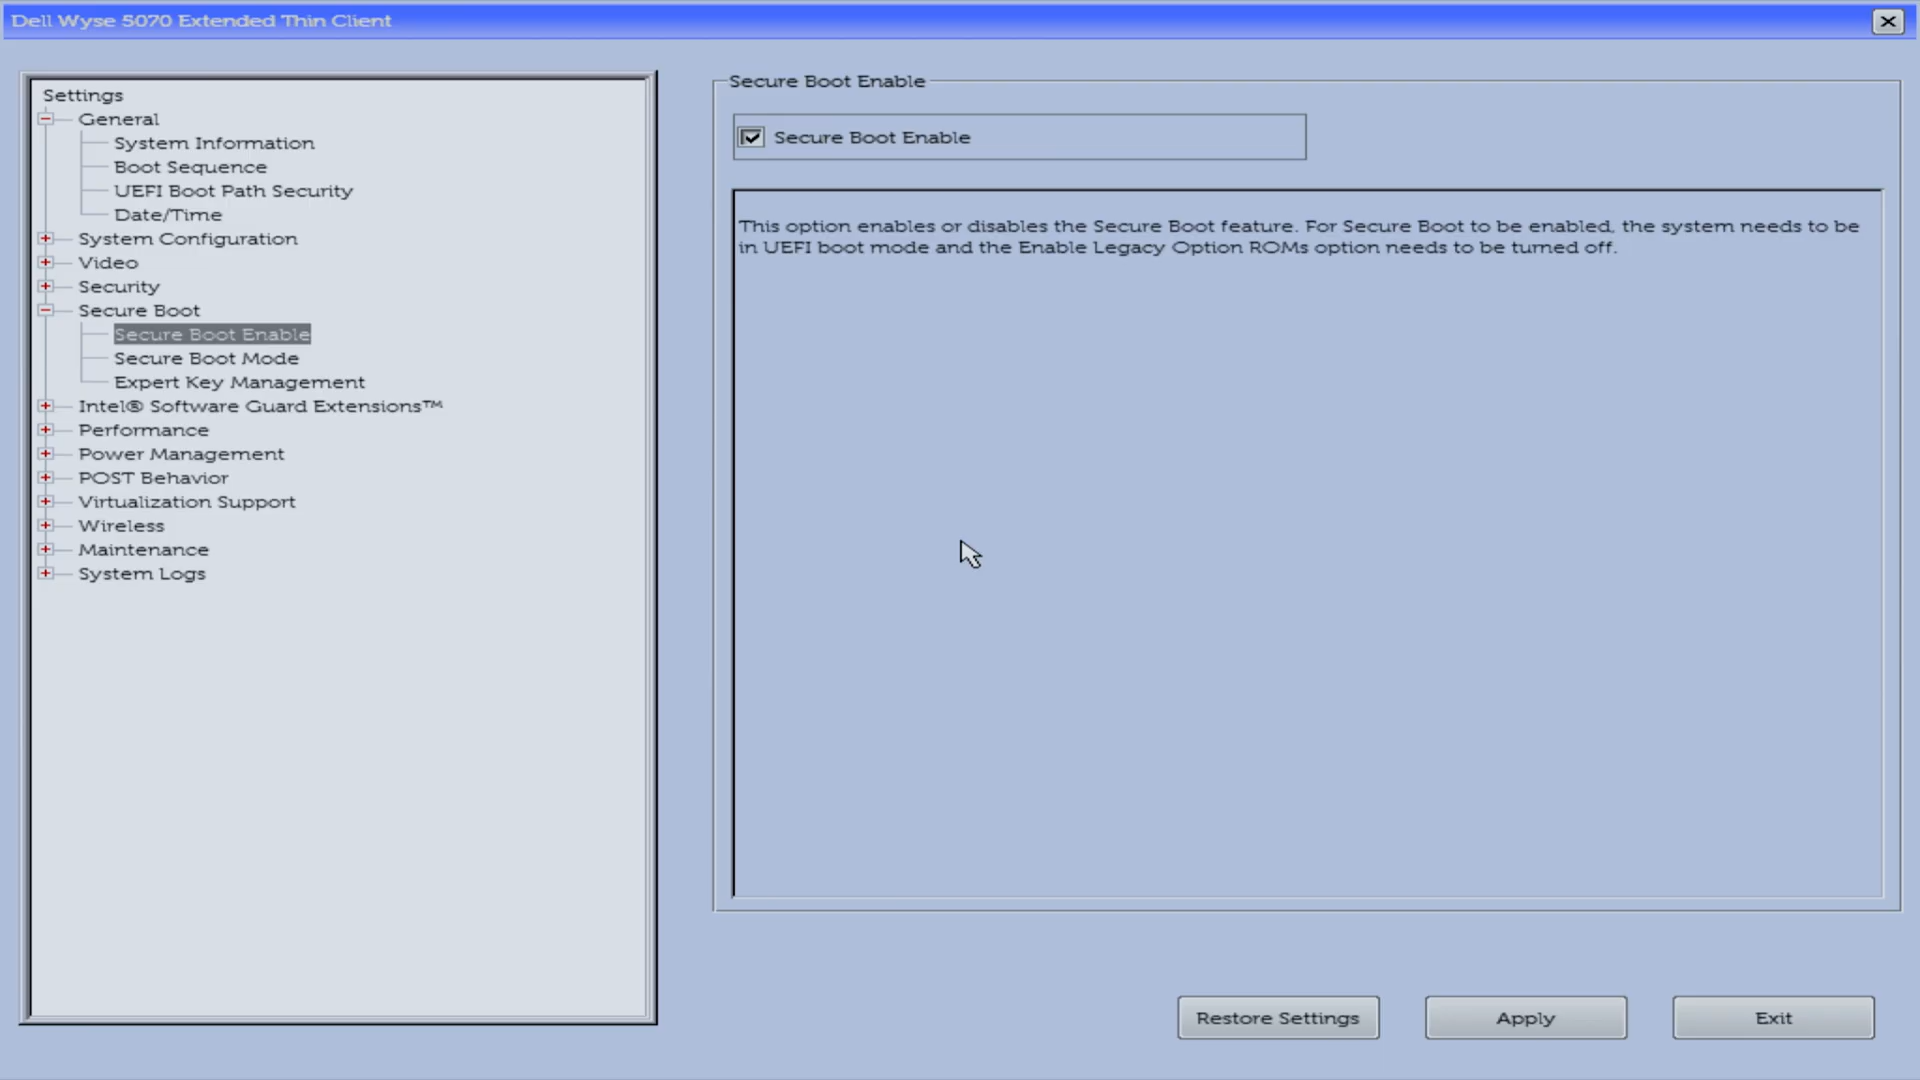 Dell Wyse 5070 Extended Thin Client
Settings
General
System Information
Boot Sequence
UEFI Boot Path Security
Date/Time
System Configuration
Video
Security
Secure Boot
Secure Boot Enable
Secure Boot Mode
Expert Key Management
Intel® Software Guard Extensions™
Performance
Power Management
POST Behavior
Virtualization Support
Wireless
Maintenance
System Logs
Secure Boot Enable
Secure Boot Enable
This option enables or disables the Secure Boot feature. For Secure Boot to be enabled, the system needs to be
in UEFI boot mode and the Enable Legacy Option ROMs option needs to be turned off.
Restore Settings
Apply
Exit